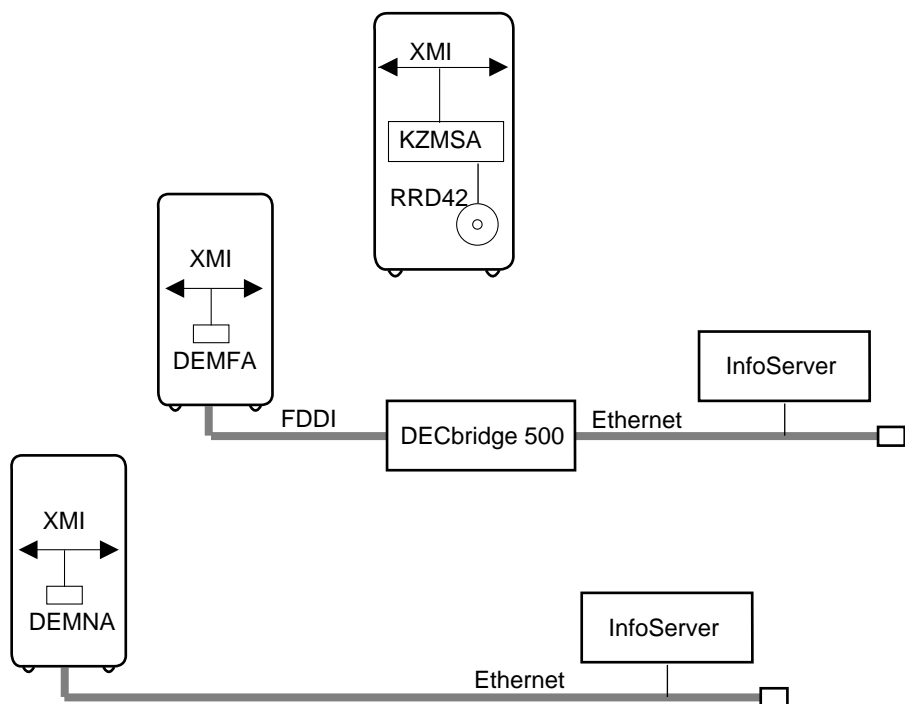 XMI
KZMSA
RRD42
XMI
DEMFA
FDDI
DECbridge 500
Ethernet
InfoServer
XMI
DEMNA
Ethernet
InfoServer